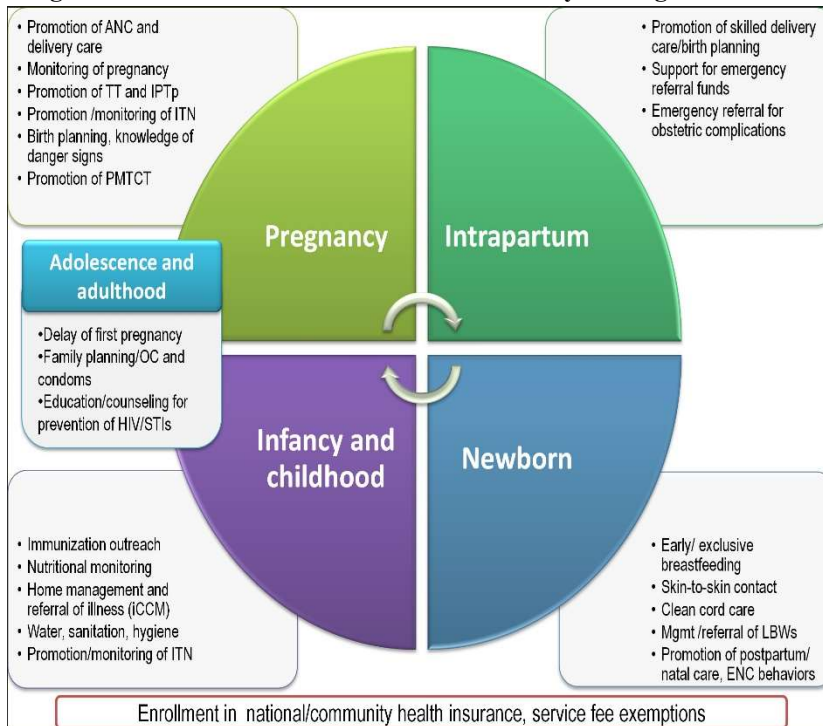 • Promotion of ANC and
delivery care
• Monitoring of pregnancy
• Promotion of TT and IPTp
• Promotion /monitoring of ITN
• Birth planning, knowledge of
danger signs
• Promotion of PMTCT
• Promotion of skilled delivery
care/birth planning
• Support for emergency
referral funds
• Emergency referral for
obstetric complications
Pregnancy
Intrapartum
Adolescence and
adulthood
•Delay of first pregnancy
•Family planning/OC and
condoms
•Education/counseling for
prevention of HIV/STIs
Infancy and
childhood
Newborn
• Immunization outreach
• Nutritional monitoring
• Home management and
referral of illness (iCCM)
• Water, sanitation, hygiene
• Promotion/monitoring of ITN
• Early/ exclusive
breastfeeding
• Skin-to-skin contact
• Clean cord care
• Mgmt /referral of LBWs
• Promotion of postpartum/
natal care, ENC behaviors
Enrollment in national/community health insurance, service fee exemptions